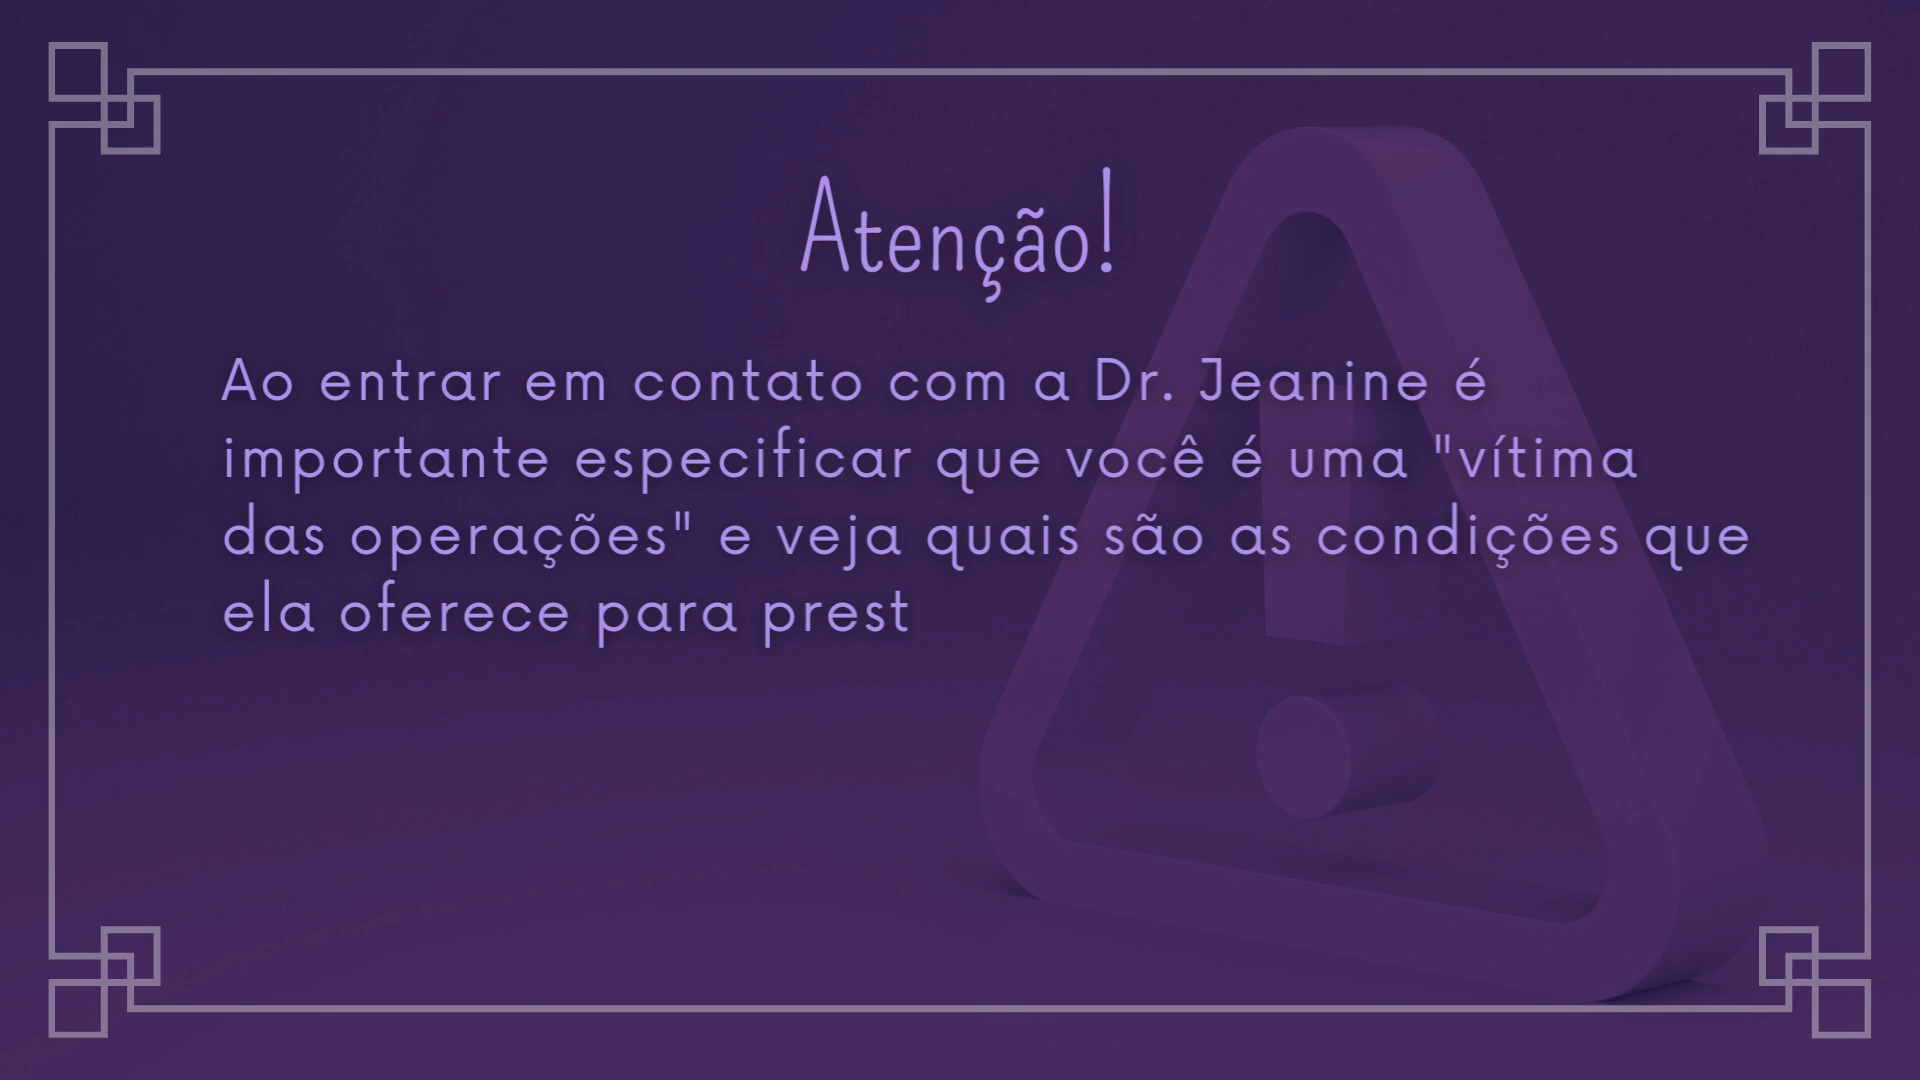 Atenção!
Ao entrar em contato com a Dr. Jeanine é
importante especificar que você é uma "vítima
das operações" e veja quais são as condições que
ela oferece para prest